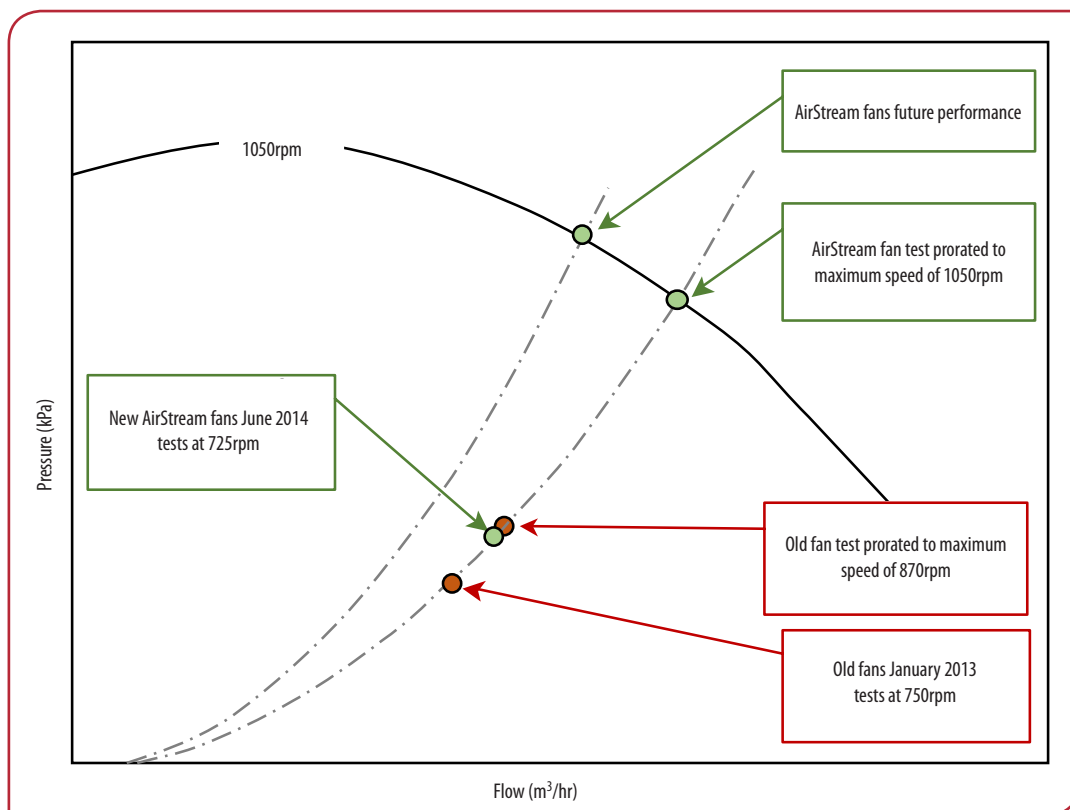 1050rpm
AirStream fans future performance
AirStream fan test prorated to
maximum speed of 1050rpm
New AirStream fans June 2014
tests at 725rpm
Old fan test prorated to maximum
speed of 870rpm
Old fans January 2013
tests at 750rpm
Pressure (kPa)
Flow (m³/hr)